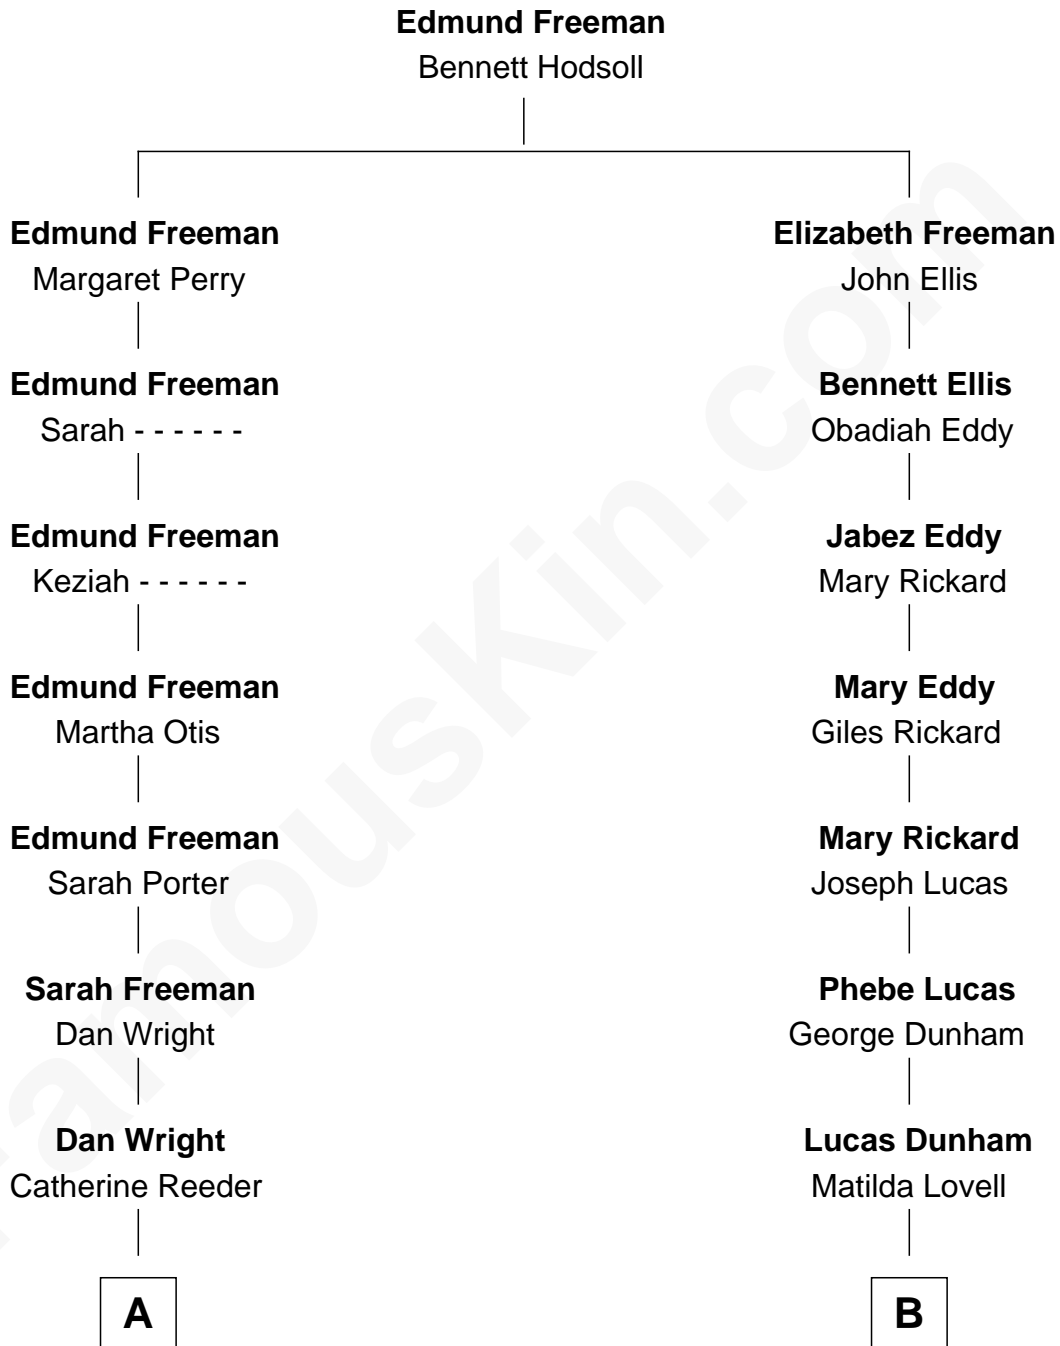 Edmund Freeman
Bennett Hodsoll
Edmund Freeman
Margaret Perry
Elizabeth Freeman
John Ellis
Edmund Freeman
Sarah - - - - - -
Bennett Ellis
Obadiah Eddy
Edmund Freeman
Keziah - - - - - -
Jabez Eddy
Mary Rickard
Edmund Freeman
Martha Otis
Mary Eddy
Giles Rickard
Edmund Freeman
Sarah Porter
Mary Rickard
Joseph Lucas
Sarah Freeman
Dan Wright
Phebe Lucas
George Dunham
Dan Wright
Catherine Reeder
Lucas Dunham
Matilda Lovell
A
B
FamousKin.com